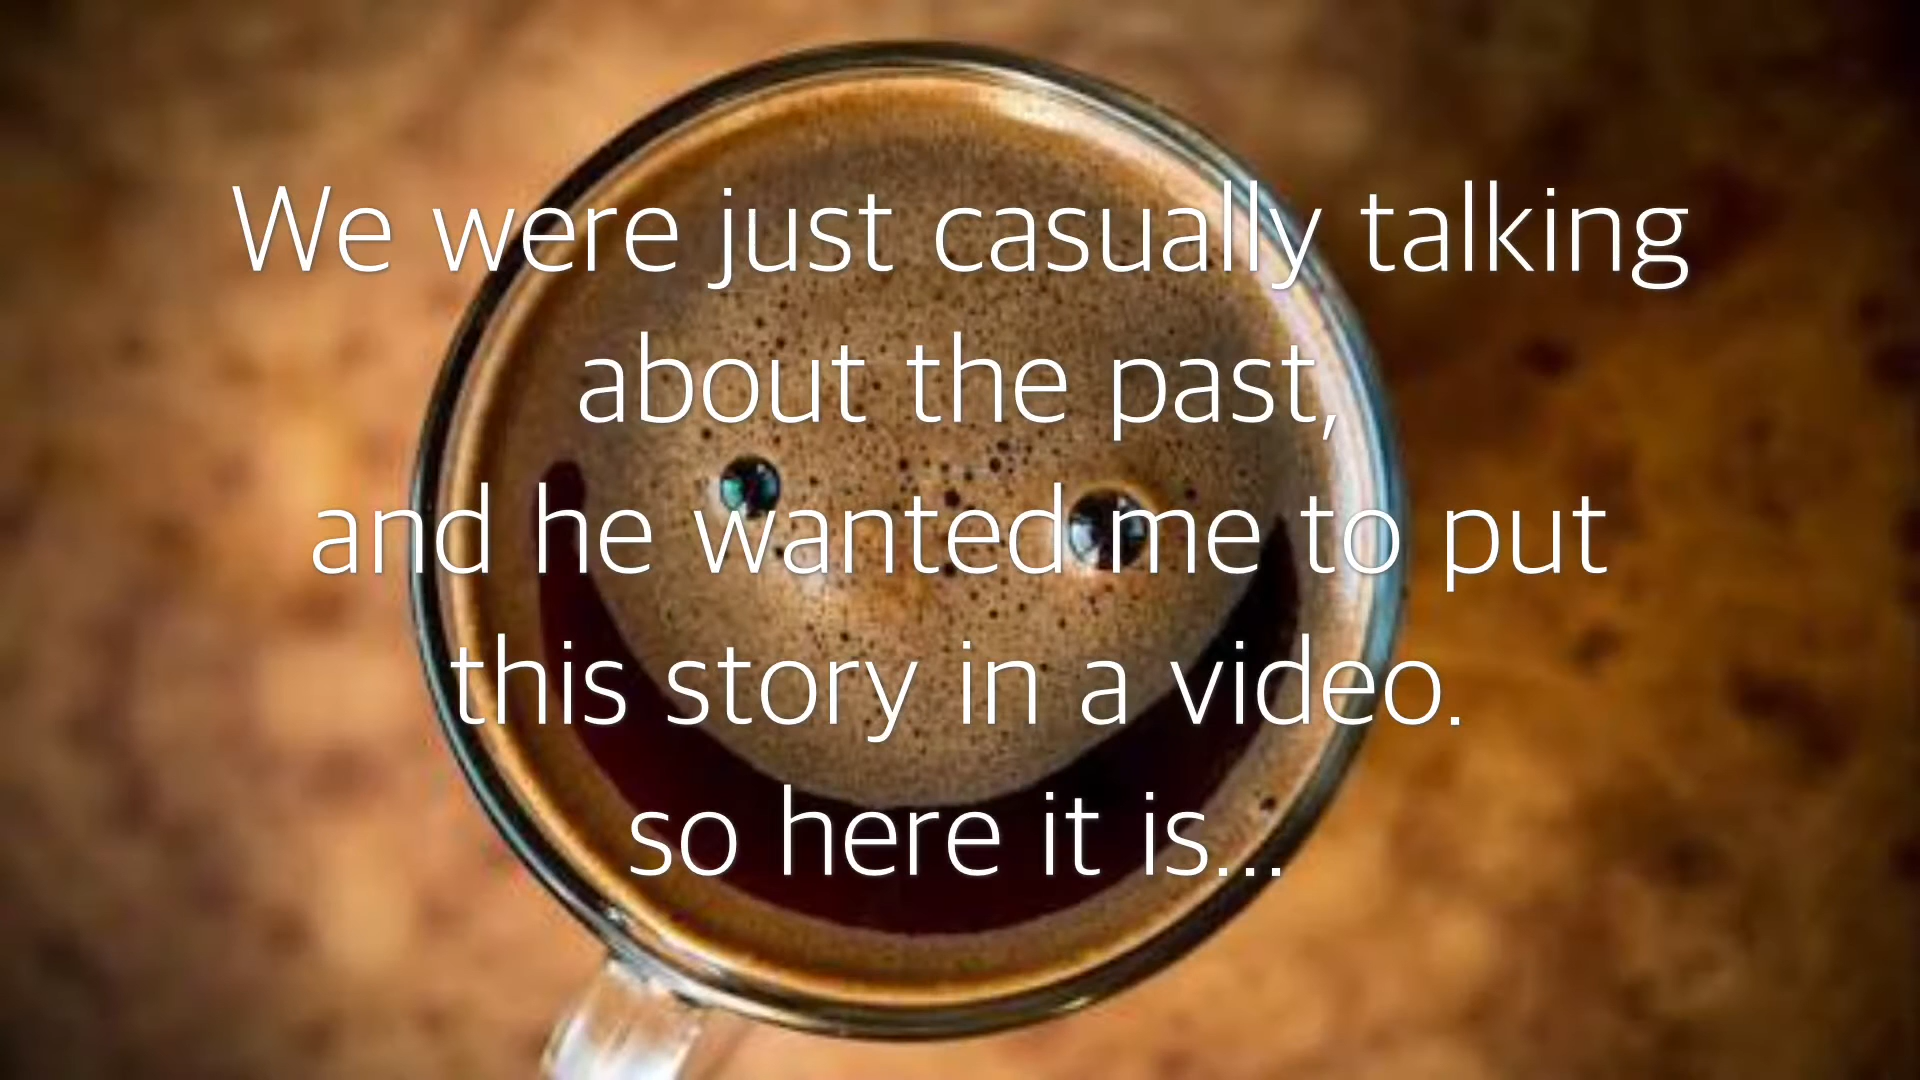 We were just casually talking
about the past,
and he wanted me to put
this story in a video.
so here it is...